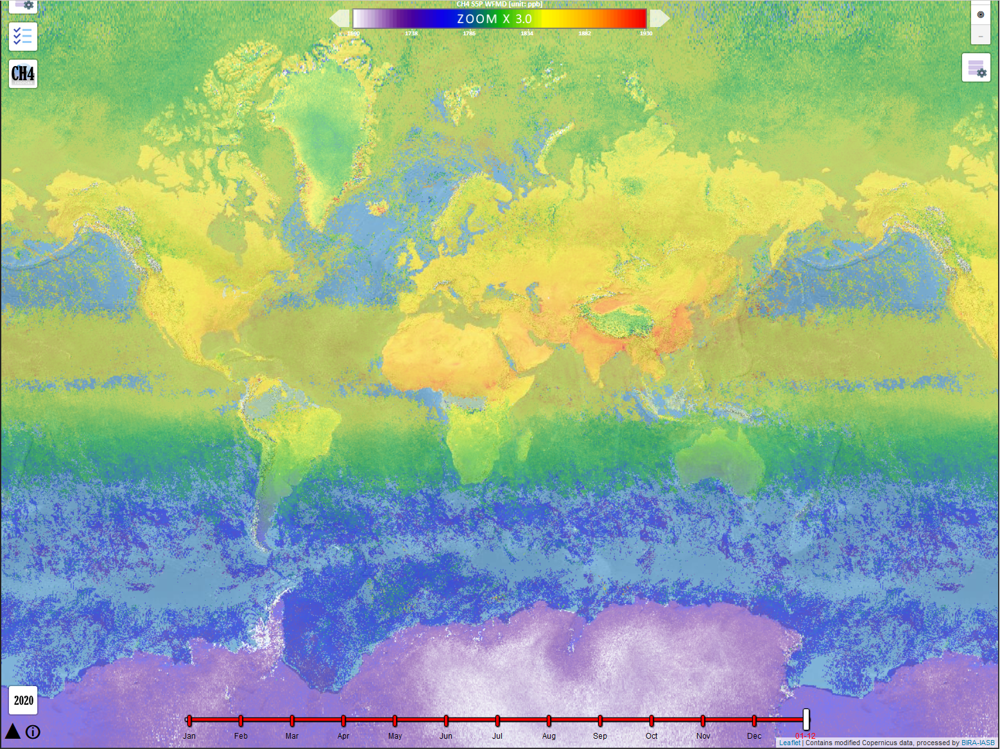 CH4 S5P WFMD [unit: ppb]
ZOOM X 3.0
1690 1738 1786 1834 1882 1930
CH4
2020
Jan Feb Mar Apr May Jun Jul Aug Sep Oct Nov Dec 01-12
Leaflet | Contains modified Copernicus data, processed by BIRA-IASB